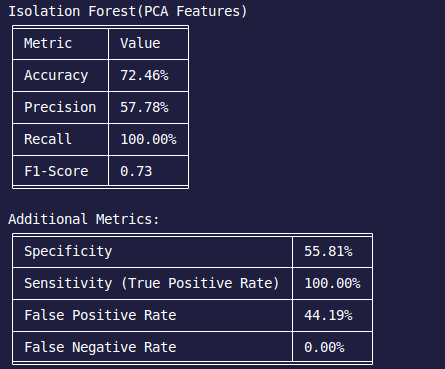 Isolation Forest(PCA Features)
Metric Value
Accuracy 72.46%
Precision 57.78%
Recall 100.00%
F1-Score 0.73
Additional Metrics:
Specificity 55.81%
Sensitivity (True Positive Rate) 100.00%
False Positive Rate 44.19%
False Negative Rate 0.00%